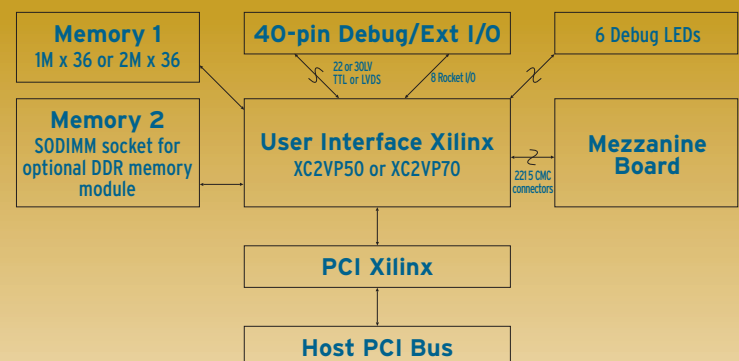 Memory 1
1M x 36 or 2M x 36
40-pin Debug/Ext I/O
6 Debug LEDs
22 or 30LV
TTL or LVDS
8 Rocket I/O
Memory 2
SODIMM socket for
optional DDR memory
module
User Interface Xilinx
XC2VP50 or XC2VP70
221 5 CMC
connectors
Mezzanine
Board
PCI Xilinx
Host PCI Bus